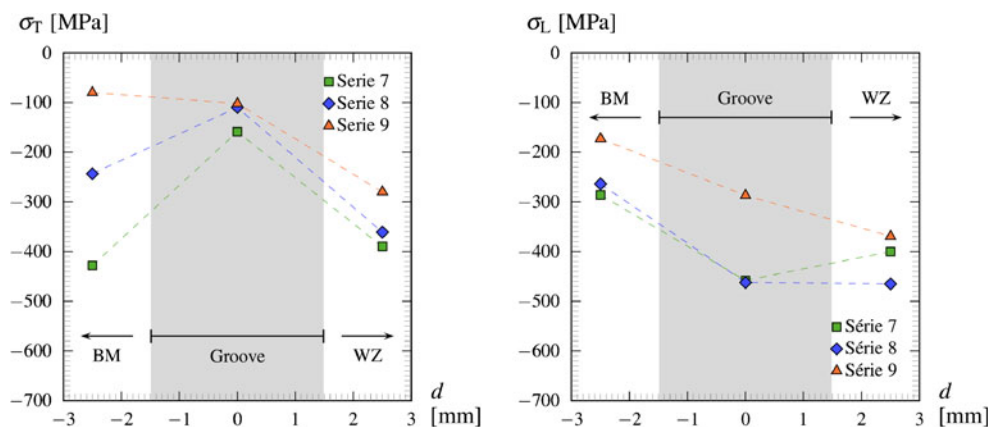 σT [MPa]
0
−100
−200
−300
−400
−500
−600
−700
−3 −2 −1 0 1 2 3
d
[mm]
Serie 7
Serie 8
Serie 9
BM Groove WZ
σL [MPa]
0
−100
−200
−300
−400
−500
−600
−700
−3 −2 −1 0 1 2 3
d
[mm]
BM Groove WZ
Série 7
Série 8
Série 9